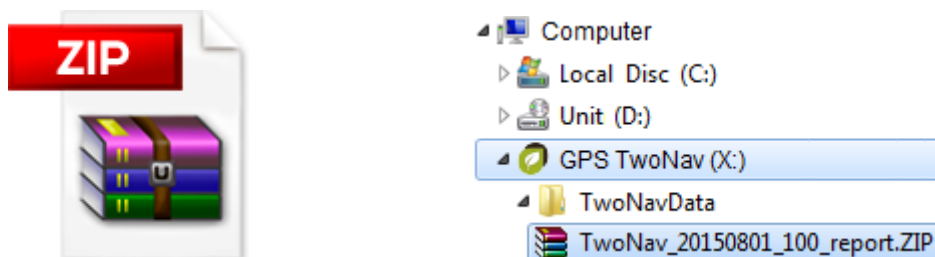 ZIP
U
Computer
Local Disc (C:)
Unit (D:)
GPS TwoNav (X:)
TwoNavData
TwoNav_20150801_100_report.ZIP